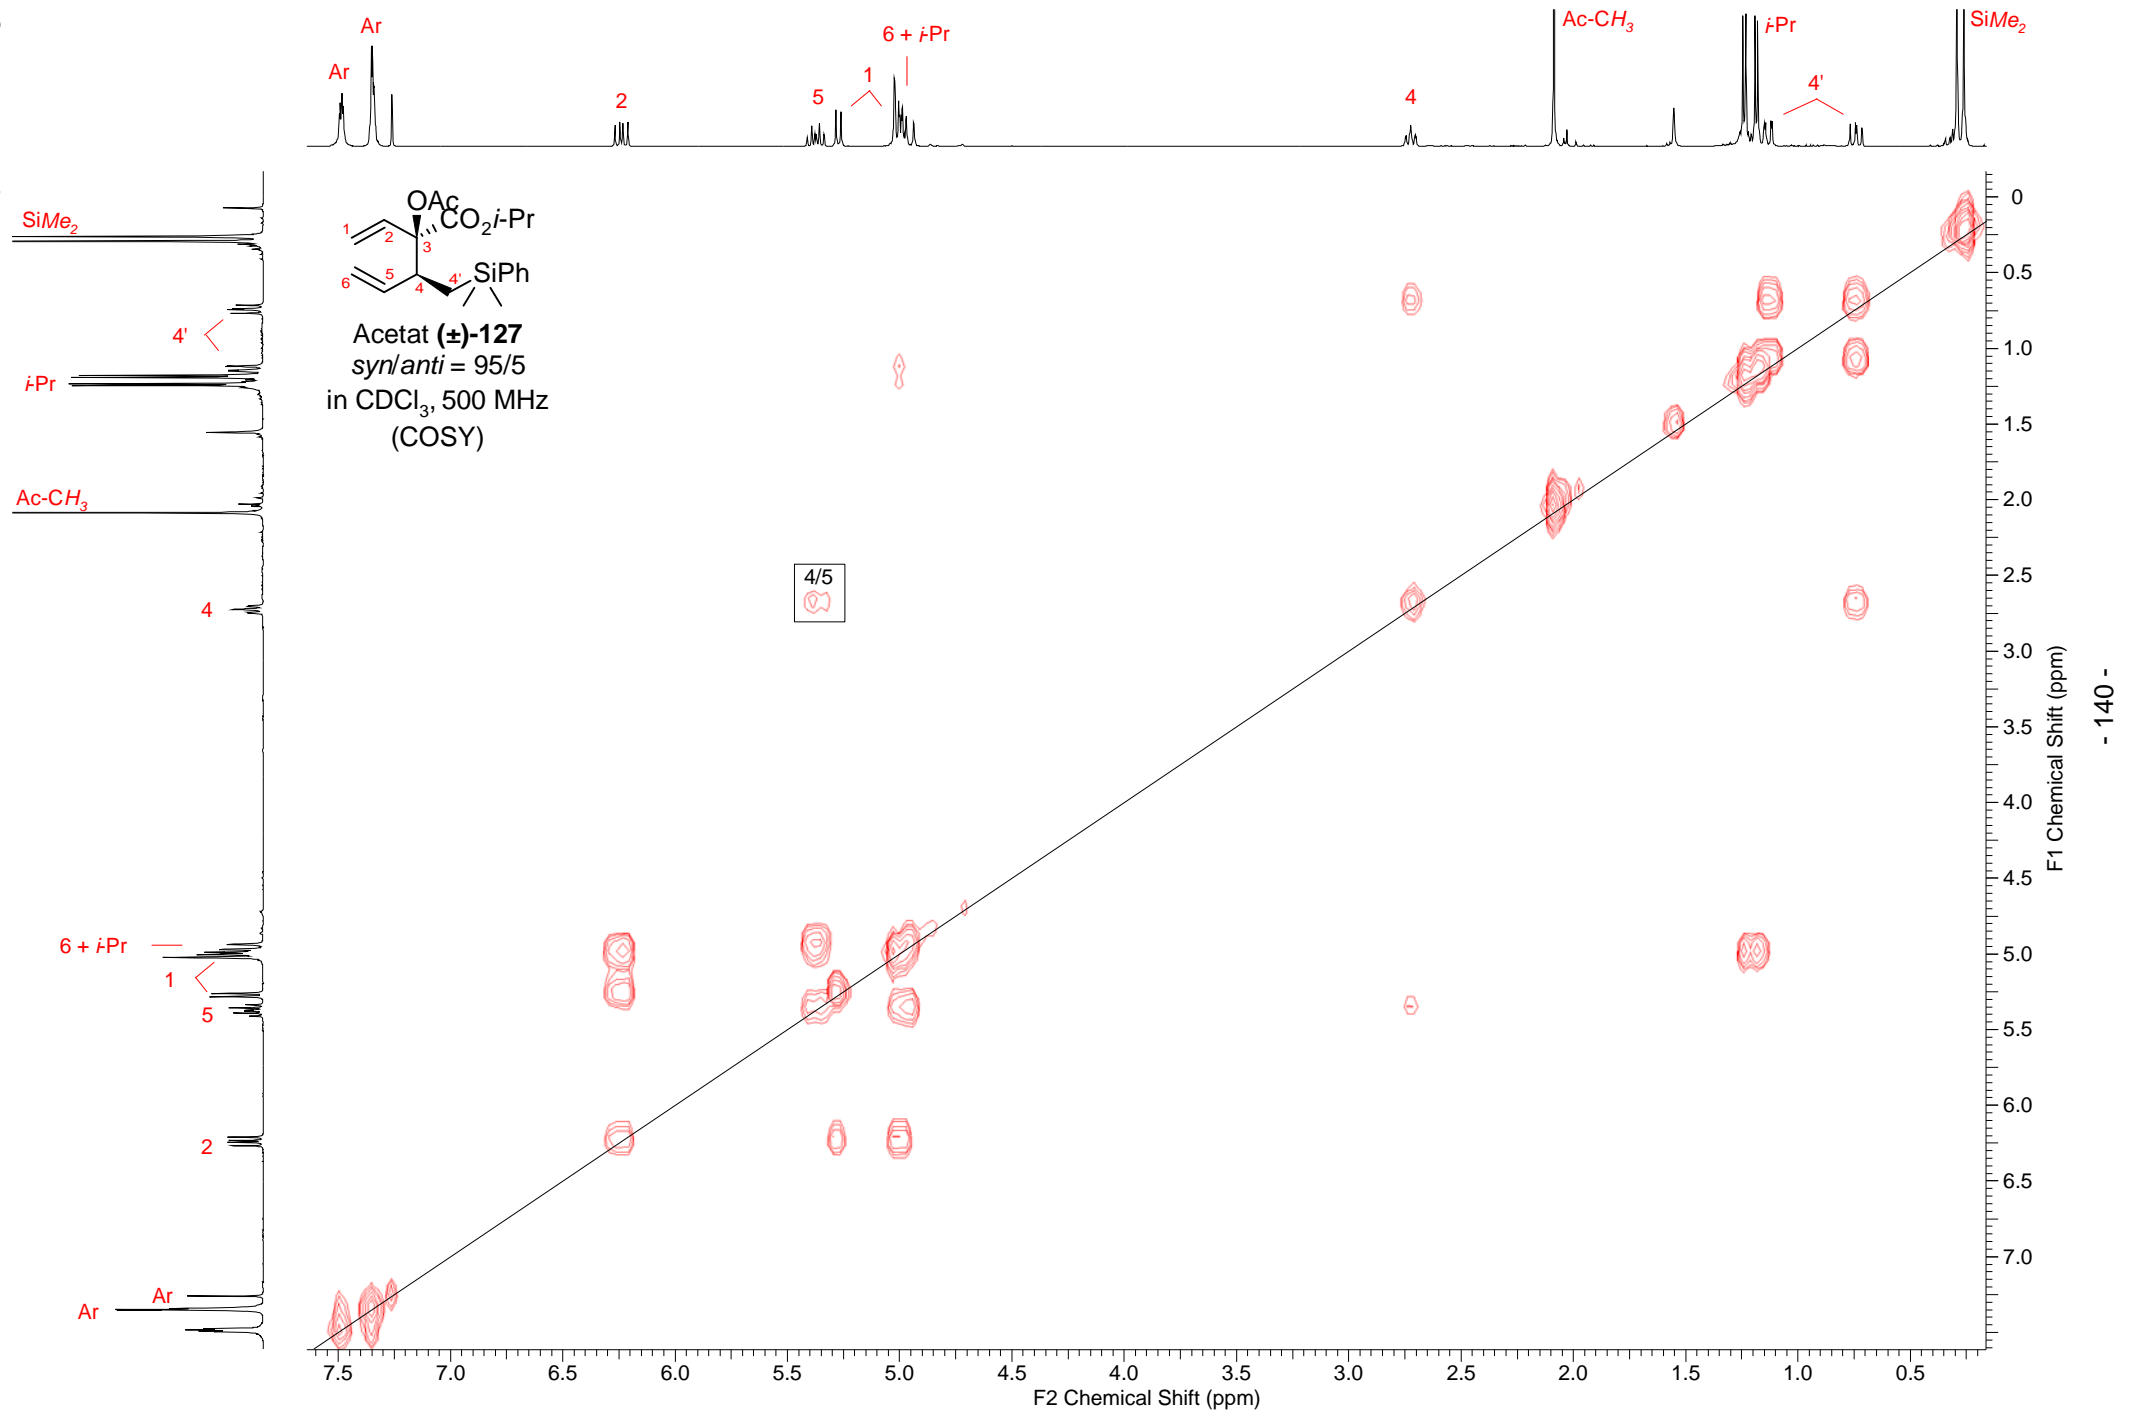 Ar
Ar
2
5
1
6 + i-Pr
4
Ac-CH3
i-Pr
4'
SiMe2
SiMe2
4'
i-Pr
Ac-CH3
4
6 + i-Pr
1
5
2
Ar
Ar
OAc
CO2i-Pr
1
2
3
6
5
4
4'
SiPh
Acetat (±)-127
syn/anti = 95/5
in CDCl3, 500 MHz
(COSY)
4/5
0
0.5
1.0
1.5
2.0
2.5
3.0
3.5
4.0
4.5
5.0
5.5
6.0
6.5
7.0
F1 Chemical Shift (ppm)
- 140 -
7.5 7.0 6.5 6.0 5.5 5.0 4.5 4.0 3.5 3.0 2.5 2.0 1.5 1.0 0.5
F2 Chemical Shift (ppm)